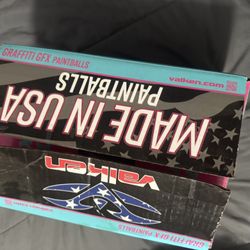 GRAFFITI GFX PAINTBALLS
valken.com
MADE IN USA
PAINTBALLS
valken
GRAFFITI GFX PAINTBALLS